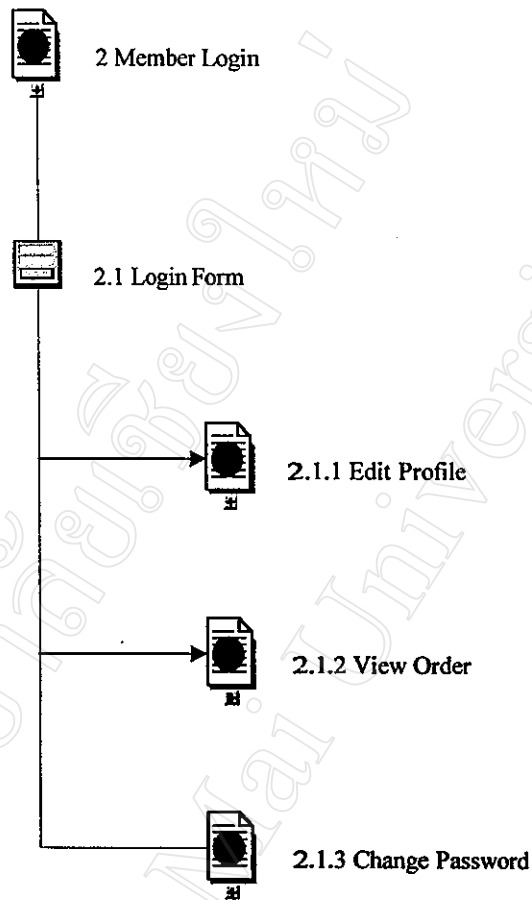 2 Member Login
2.1 Login Form
2.1.1 Edit Profile
2.1.2 View Order
2.1.3 Change Password